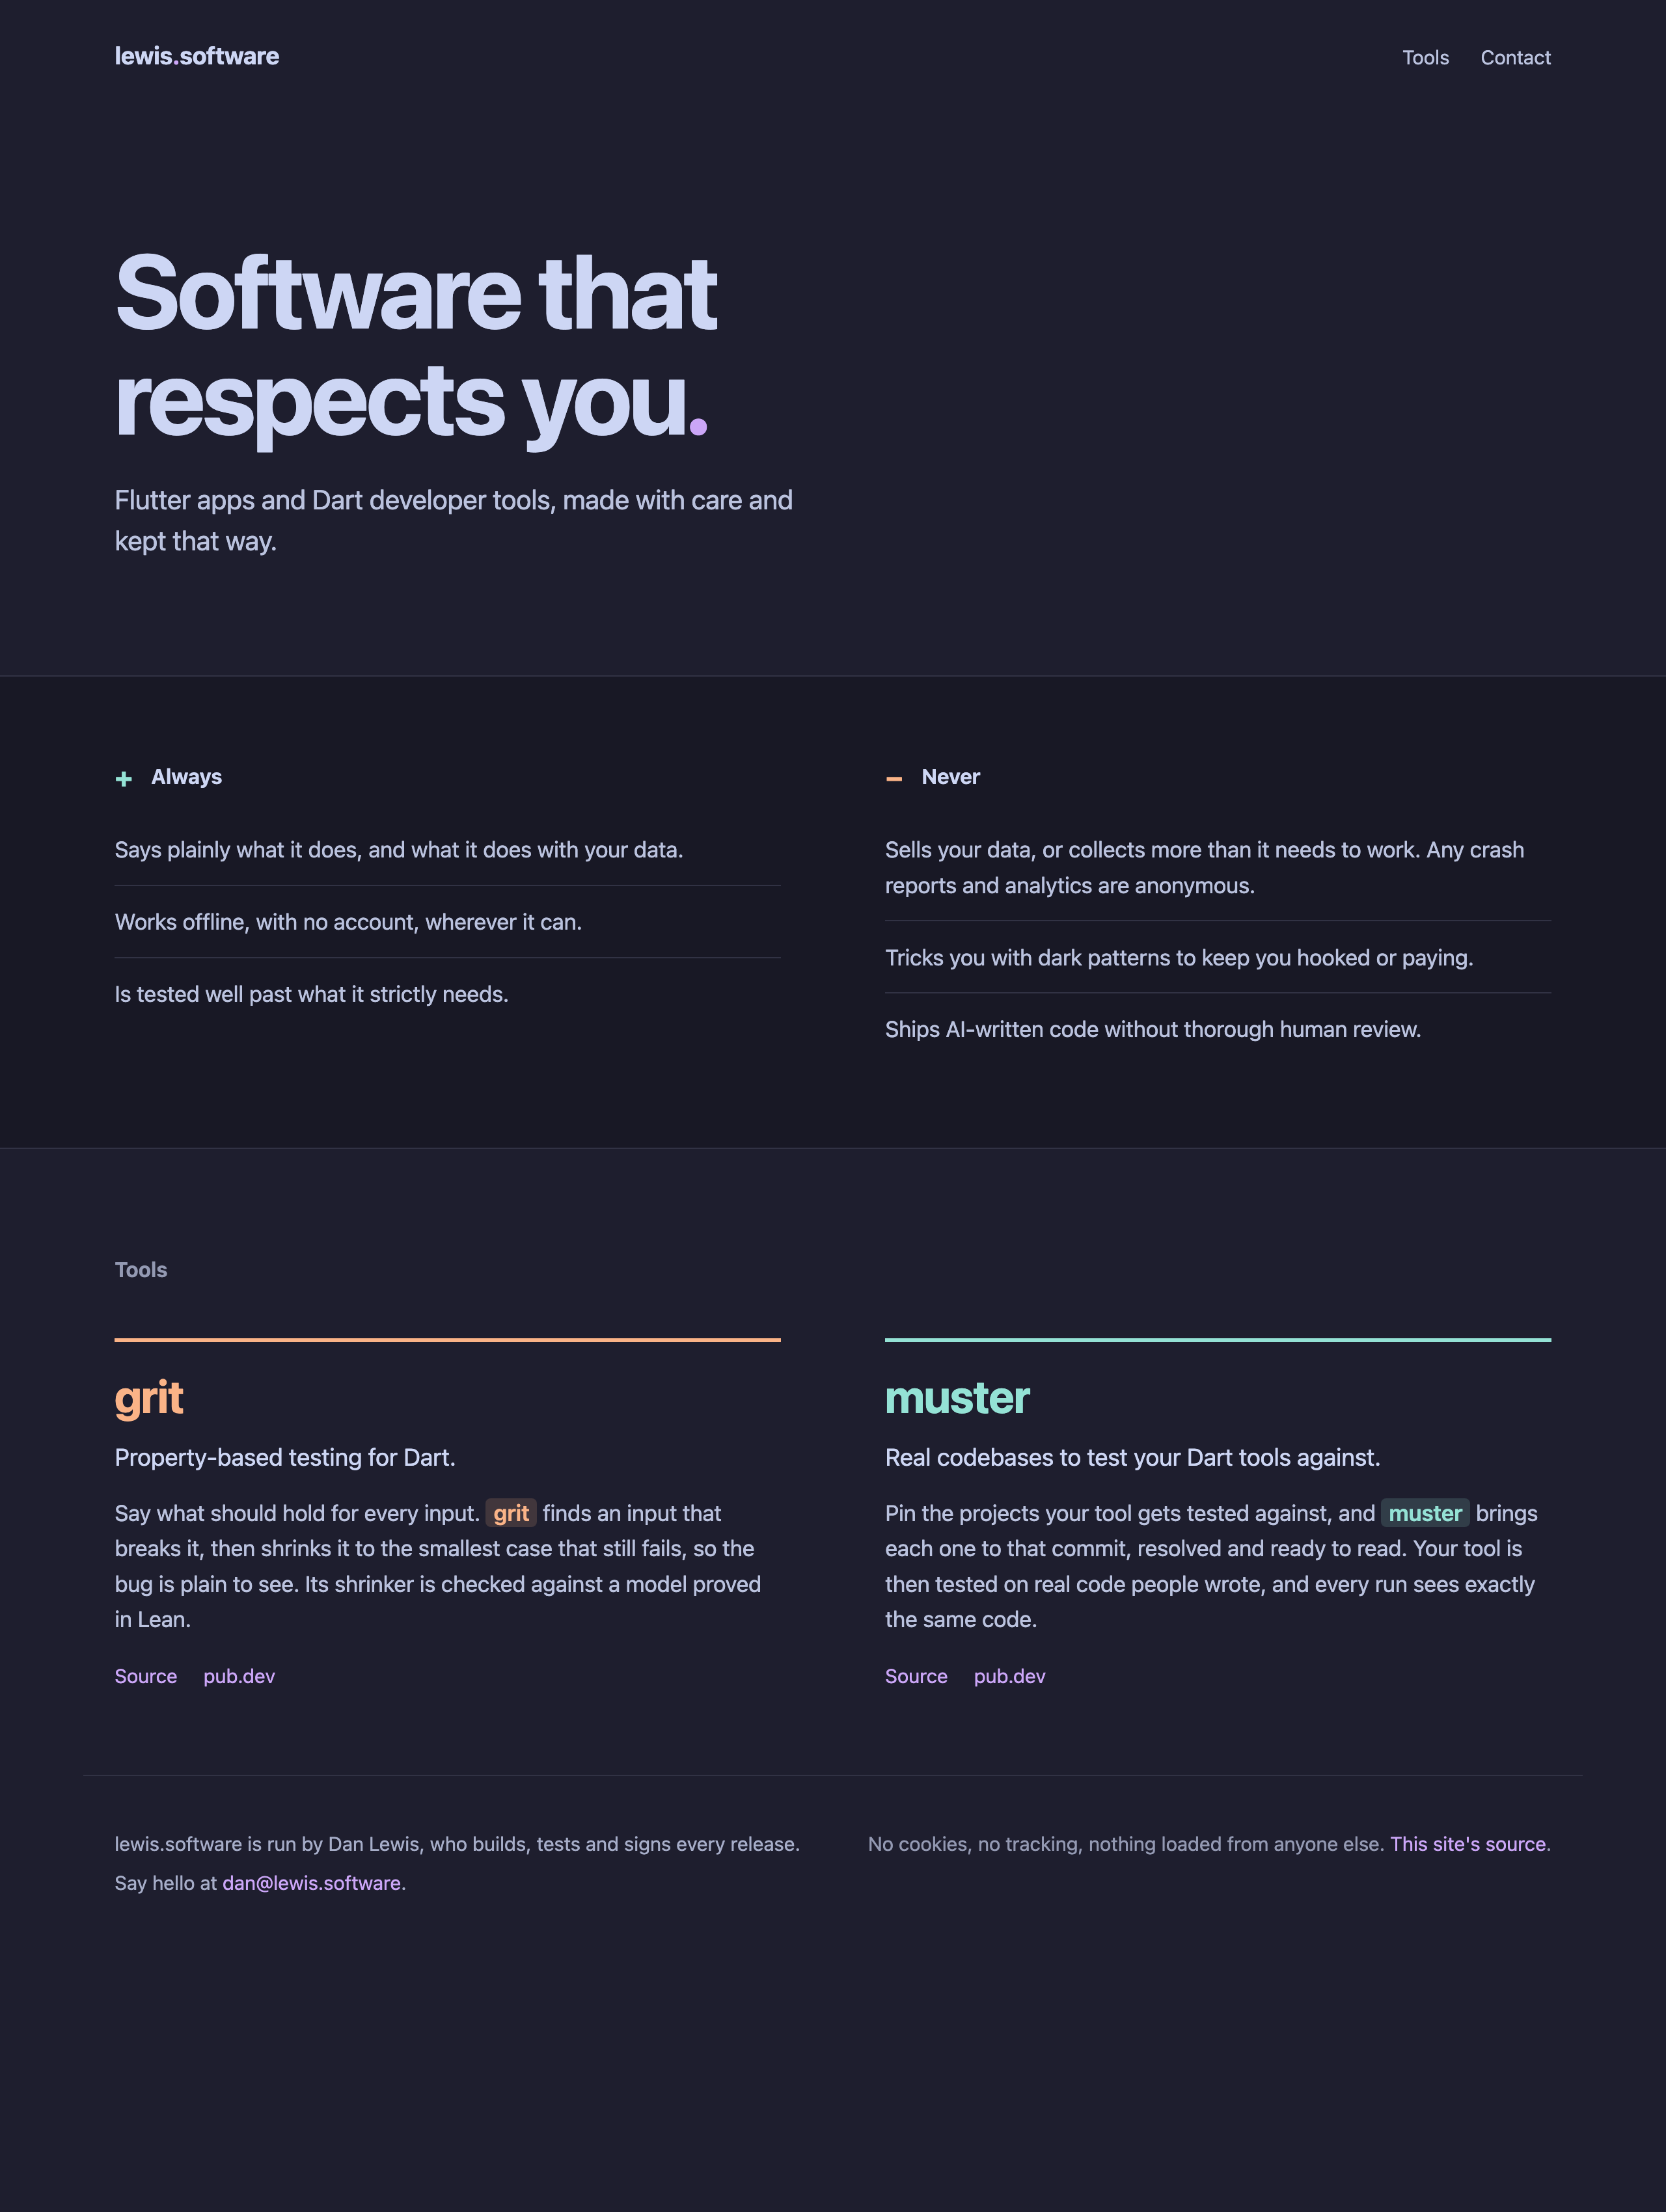 lewis.software
Tools
Contact
Software that
respects you.
Flutter apps and Dart developer tools, made with care and
kept that way.
+ Always
Says plainly what it does, and what it does with your data.
Works offline, with no account, wherever it can.
Is tested well past what it strictly needs.
− Never
Sells your data, or collects more than it needs to work. Any crash
reports and analytics are anonymous.
Tricks you with dark patterns to keep you hooked or paying.
Ships AI-written code without thorough human review.
Tools
grit
Property-based testing for Dart.
Say what should hold for every input. grit finds an input that
breaks it, then shrinks it to the smallest case that still fails, so the
bug is plain to see. Its shrinker is checked against a model proved
in Lean.
Source pub.dev
muster
Real codebases to test your Dart tools against.
Pin the projects your tool gets tested against, and muster brings
each one to that commit, resolved and ready to read. Your tool is
then tested on real code people wrote, and every run sees exactly
the same code.
Source pub.dev
lewis.software is run by Dan Lewis, who builds, tests and signs every release.
Say hello at dan@lewis.software.
No cookies, no tracking, nothing loaded from anyone else. This site's source.